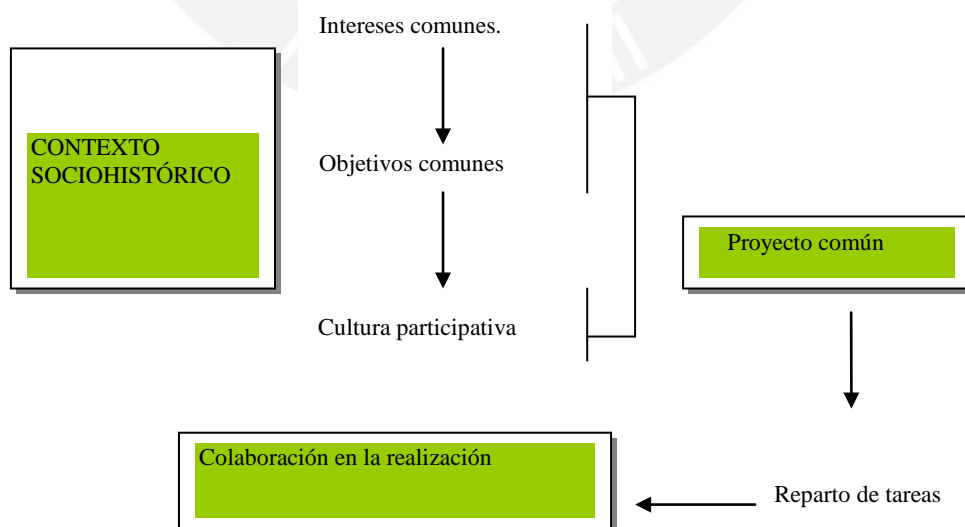 Intereses comunes.
CONTEXTO
SOCIOHISTÓRICO
Objetivos comunes
Proyecto común
Cultura participativa
Colaboración en la realización
Reparto de tareas